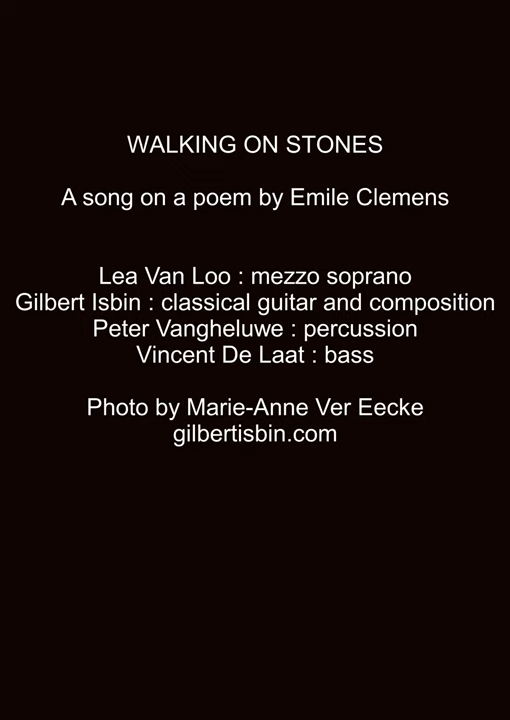 WALKING ON STONES
A song on a poem by Emile Clemens
Lea Van Loo : mezzo soprano
Gilbert Isbin : classical guitar and composition
Peter Vangheluwe : percussion
Vincent De Laat : bass
Photo by Marie-Anne Ver Eecke
gilbertisbin.com